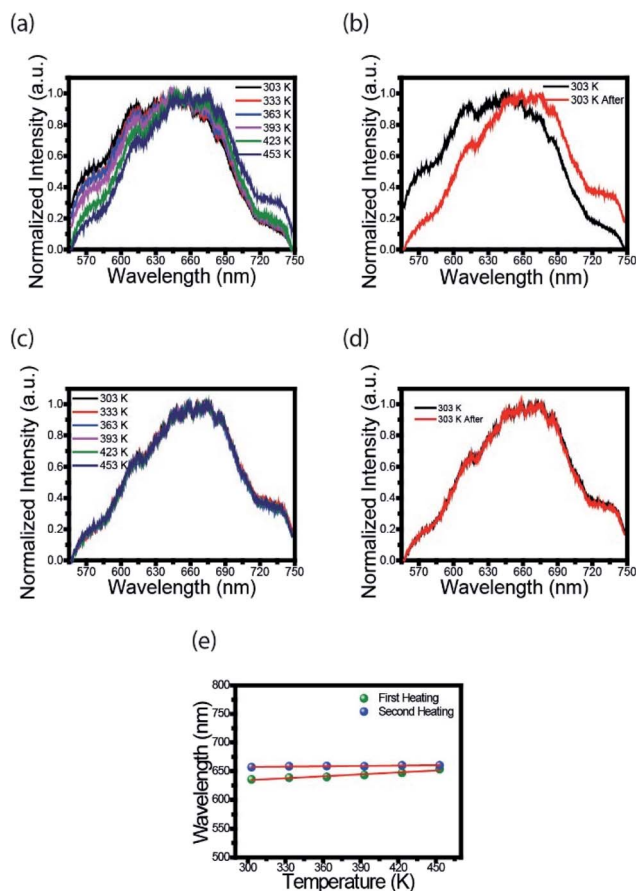 (a)
(b)
Normalized Intensity (a.u.)
1.0
0.8
0.6
0.4
0.2
0.0
303 K
333 K
363 K
393 K
423 K
453 K
570 600 630 660 690 720 750
Wavelength (nm)
Normalized Intensity (a.u.)
1.0
0.8
0.6
0.4
0.2
0.0
303 K
303 K After
570 600 630 660 690 720 750
Wavelength (nm)
(c)
(d)
Normalized Intensity (a.u.)
1.0
0.8
0.6
0.4
0.2
0.0
303 K
333 K
363 K
393 K
423 K
453 K
570 600 630 660 690 720 750
Wavelength (nm)
Normalized Intensity (a.u.)
1.0
0.8
0.6
0.4
0.2
0.0
303 K
303 K After
570 600 630 660 690 720 750
Wavelength (nm)
(e)
Wavelength (nm)
800
750
700
650
600
550
500
First Heating
Second Heating
300 330 360 390 420 450
Temperature (K)